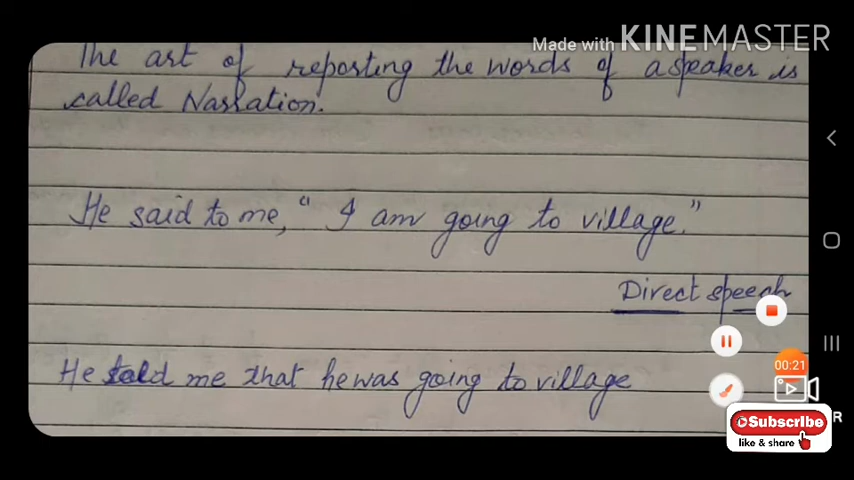 Made with KINEMASTER
The art of reporting the words of a speaker is
called Narration.
He said to me, “ I am going to village.”
Direct speech
00:21
He told me that he was going to village
Subscribe
like & share
R